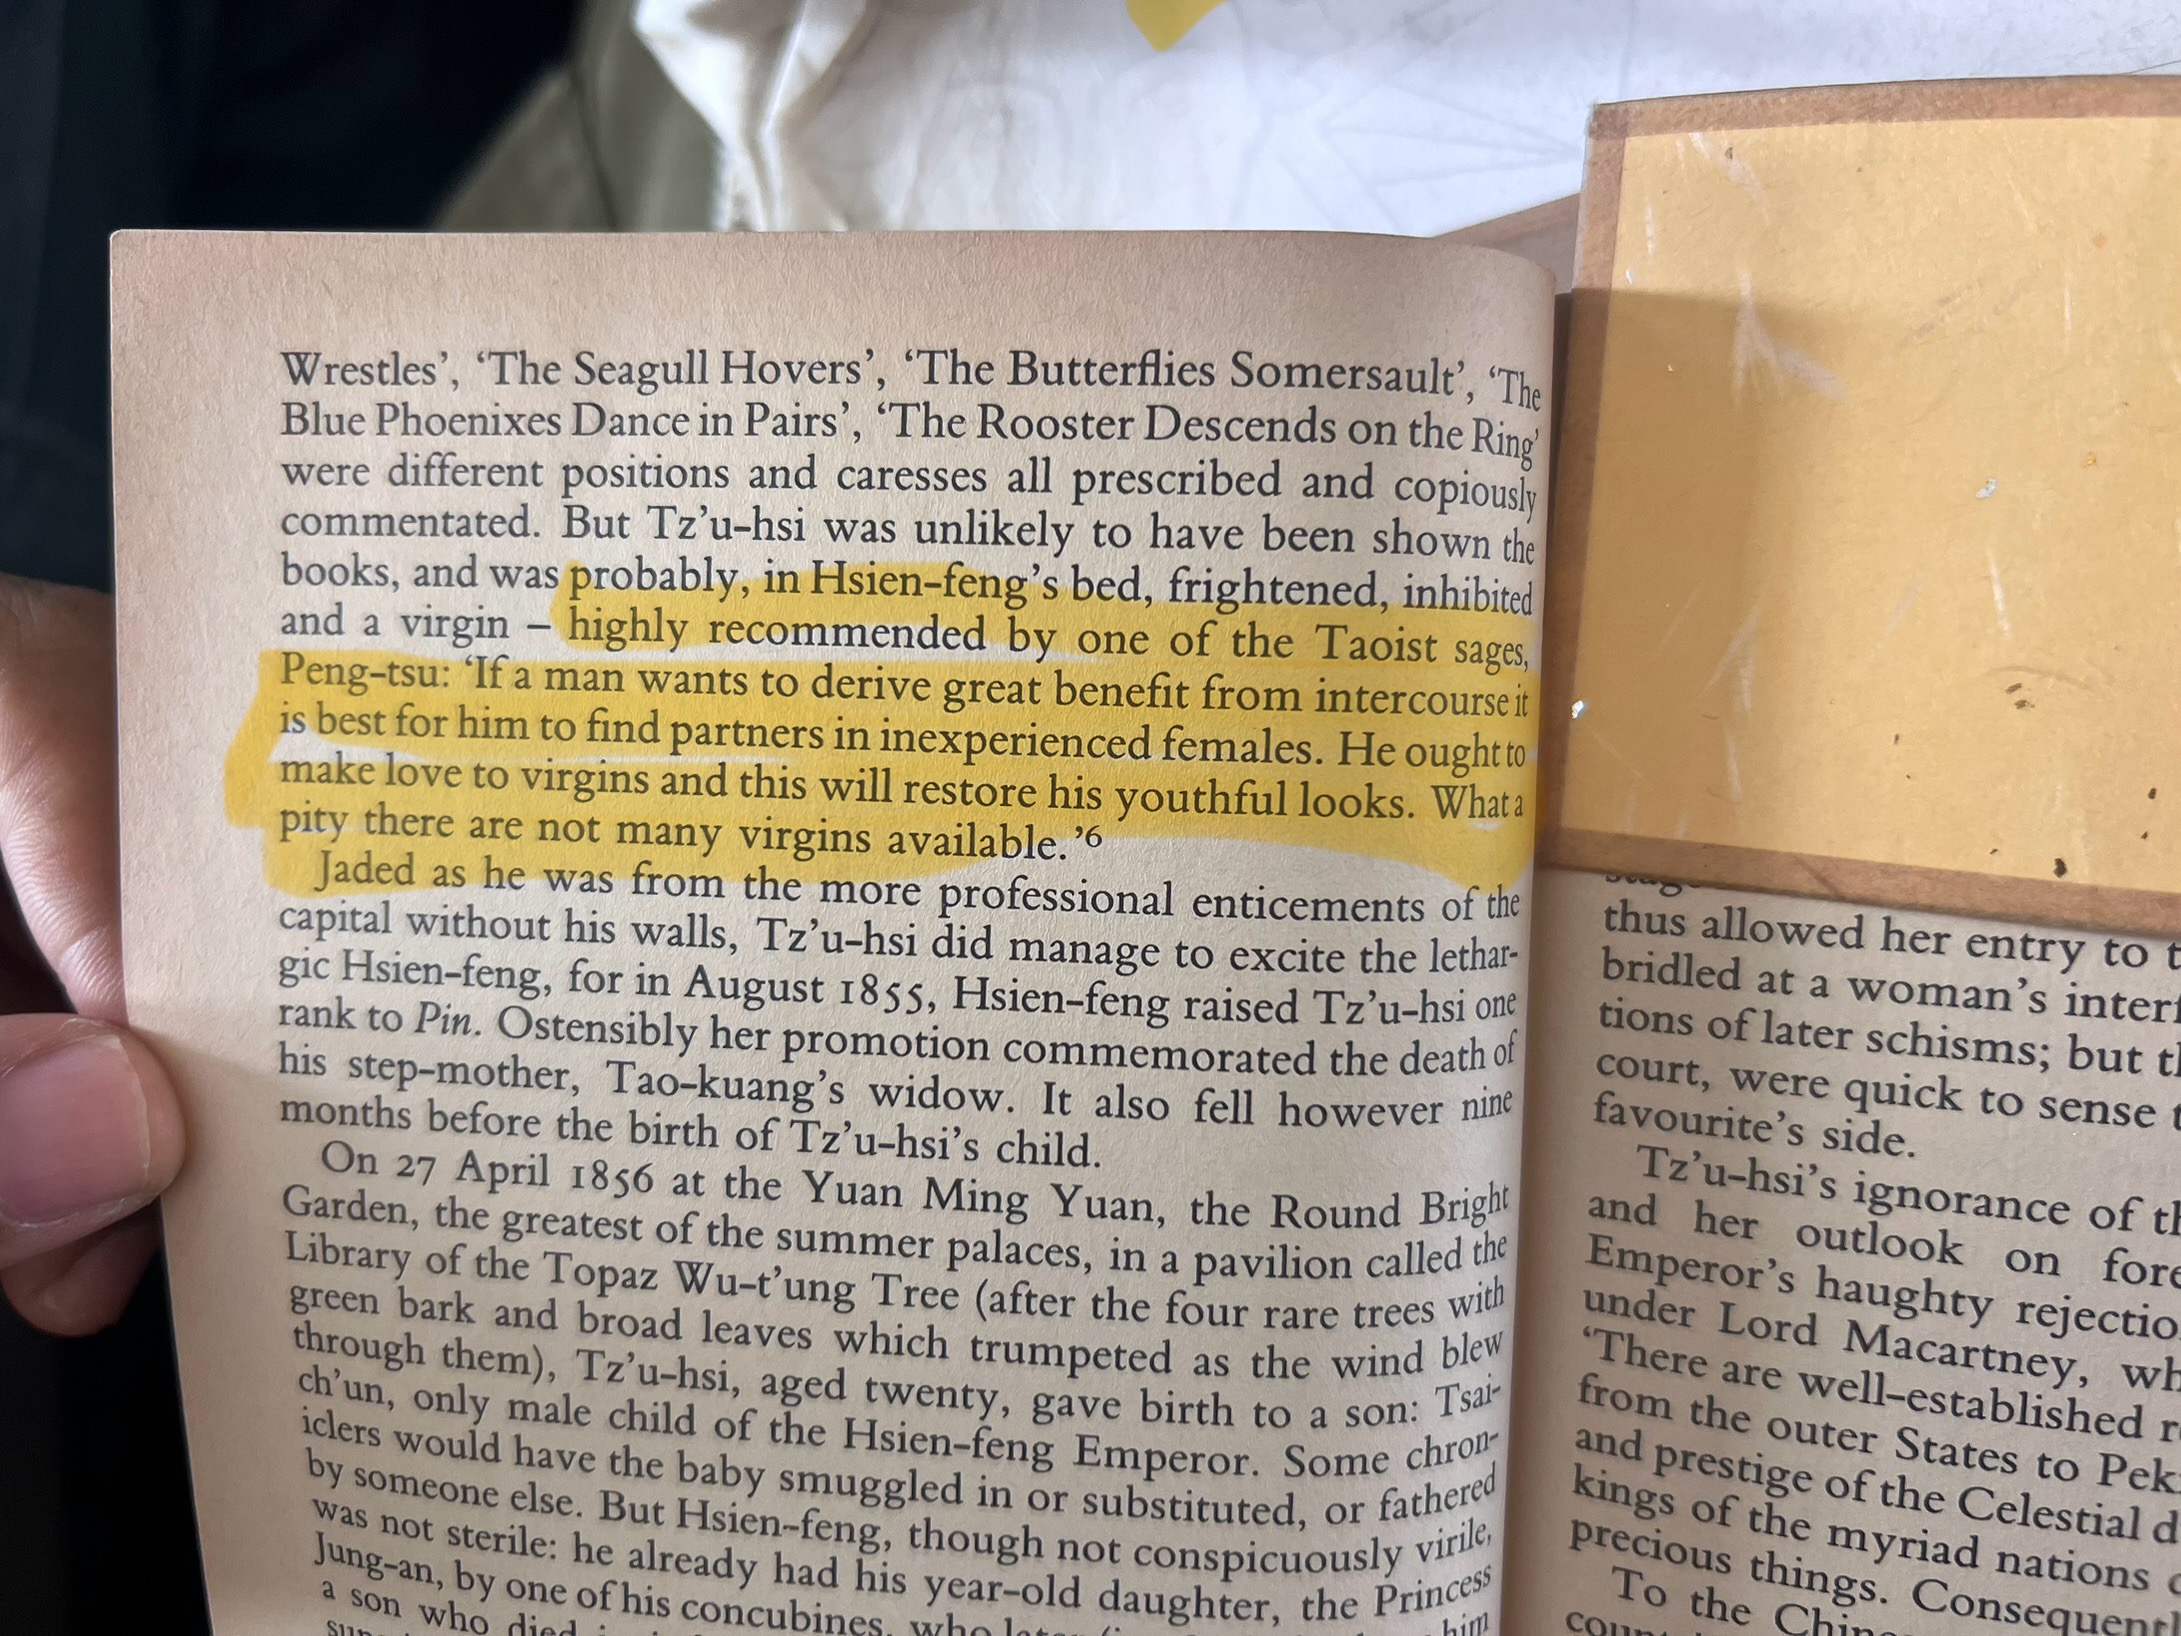 Wrestles', 'The Seagull Hovers', 'The Butterflies Somersault', 'The
Blue Phoenixes Dance in Pairs', 'The Rooster Descends on the Ring'
were different positions and caresses all prescribed and copiously
commentated. But Tz'u-hsi was unlikely to have been shown the
books, and was probably, in Hsien-feng's bed, frightened, inhibited
and a virgin – highly recommended by one of the Taoist sages,
Peng-tsu: 'If a man wants to derive great benefit from intercourse it
is best for him to find partners in inexperienced females. He ought to
make love to virgins and this will restore his youthful looks. What a
pity there are not many virgins available.'6
Jaded as he was from the more professional enticements of the
capital without his walls, Tz'u-hsi did manage to excite the lethar-
gic Hsien-feng, for in August 1855, Hsien-feng raised Tz'u-hsi one
rank to Pin. Ostensibly her promotion commemorated the death of
his step-mother, Tao-kuang's widow. It also fell however nine
months before the birth of Tz'u-hsi's child.
On 27 April 1856 at the Yuan Ming Yuan, the Round Bright
Garden, the greatest of the summer palaces, in a pavilion called the
Library of the Topaz Wu-t'ung Tree (after the four rare trees with
green bark and broad leaves which trumpeted as the wind blew
through them), Tz'u-hsi, aged twenty, gave birth to a son: Tsai-
ch'un, only male child of the Hsien-feng Emperor. Some chron-
iclers would have the baby smuggled in or substituted, or fathered
by someone else. But Hsien-feng, though not conspicuously virile,
was not sterile: he already had his year-old daughter, the Princess
Jung-an, by one of his concubines, who later him
a son who died
thus allowed her entry to
bridled at a woman's
tions of later schisms; but
court, were quick to sense
favourite's side.
Tz'u-hsi's ignorance of
and her outlook on
Emperor's haughty
under Lord Macartney,
'There are well-established
from the outer States to
and prestige of the Celestial
kings of the myriad nations
precious things.
To the